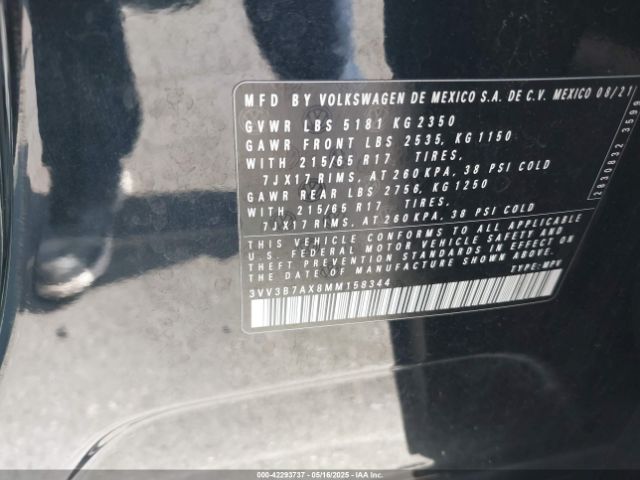 MFD BY VOLKSWAGEN DE MEXICO S.A. DE C.V. MEXICO 08/21
GVWR LBS 5181 KG 2350
GAWR FRONT LBS 2535, KG 1150
WITH 215/65 R17 TIRES,
7JX17 RIMS, AT 260 KPA, 38 PSI COLD
GAWR REAR LBS 2756, KG 1250
WITH 215/65 R17 TIRES,
7JX17 RIMS, AT 260 KPA, 38 PSI COLD
THIS VEHICLE CONFORMS TO ALL APPLICABLE
U.S. FEDERAL MOTOR VEHICLE SAFETY AND
THEFT PREVENTION STANDARDS IN EFFECT ON
THE DATE OF MANUFACTURE SHOWN ABOVE.
TYPE: MPV
3VV3B7AX8MM158344
2830832 3599
000-42293737 - 05/16/2025 - IAA Inc.